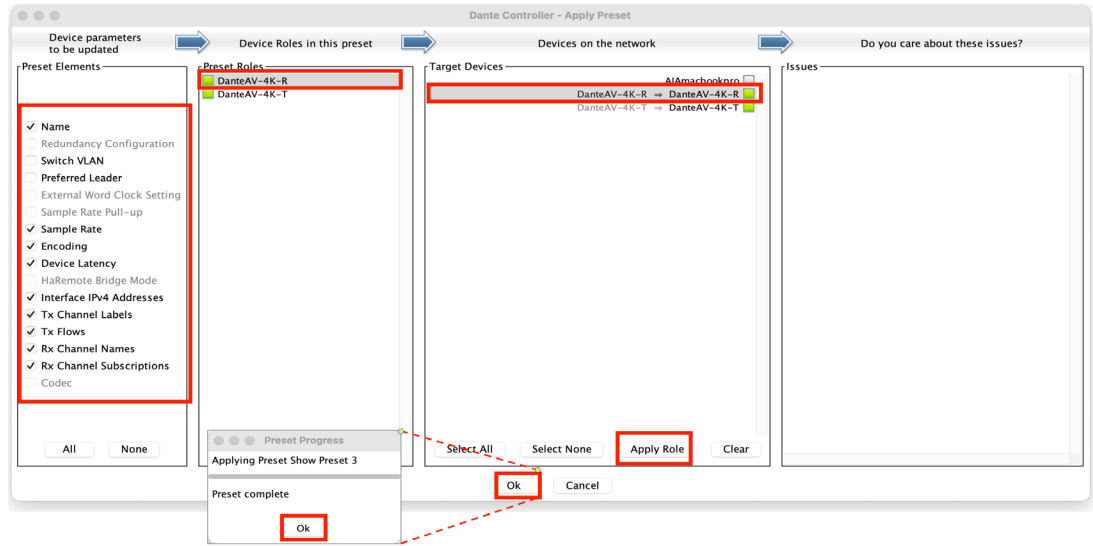 Dante Controller - Apply Preset
Device parameters
to be updated
Device Roles in this preset
Devices on the network
Do you care about these issues?
Preset Elements
Name
Redundancy Configuration
Switch VLAN
Preferred Leader
External Word Clock Setting
Sample Rate Pull-up
Sample Rate
Encoding
Device Latency
HaRemote Bridge Mode
Interface IPv4 Addresses
Tx Channel Labels
Tx Flows
Rx Channel Names
Rx Channel Subscriptions
Codec
All None
Preset Roles
DanteAV-4K-R
DanteAV-4K-T
Target Devices
AIAmacbookpro
DanteAV-4K-R ⇒ DanteAV-4K-R
DanteAV-4K-T ⇒ DanteAV-4K-T
Select All Select None Apply Role Clear
Issues
Ok Cancel
Preset Progress
Applying Preset Show Preset 3
Preset complete
Ok